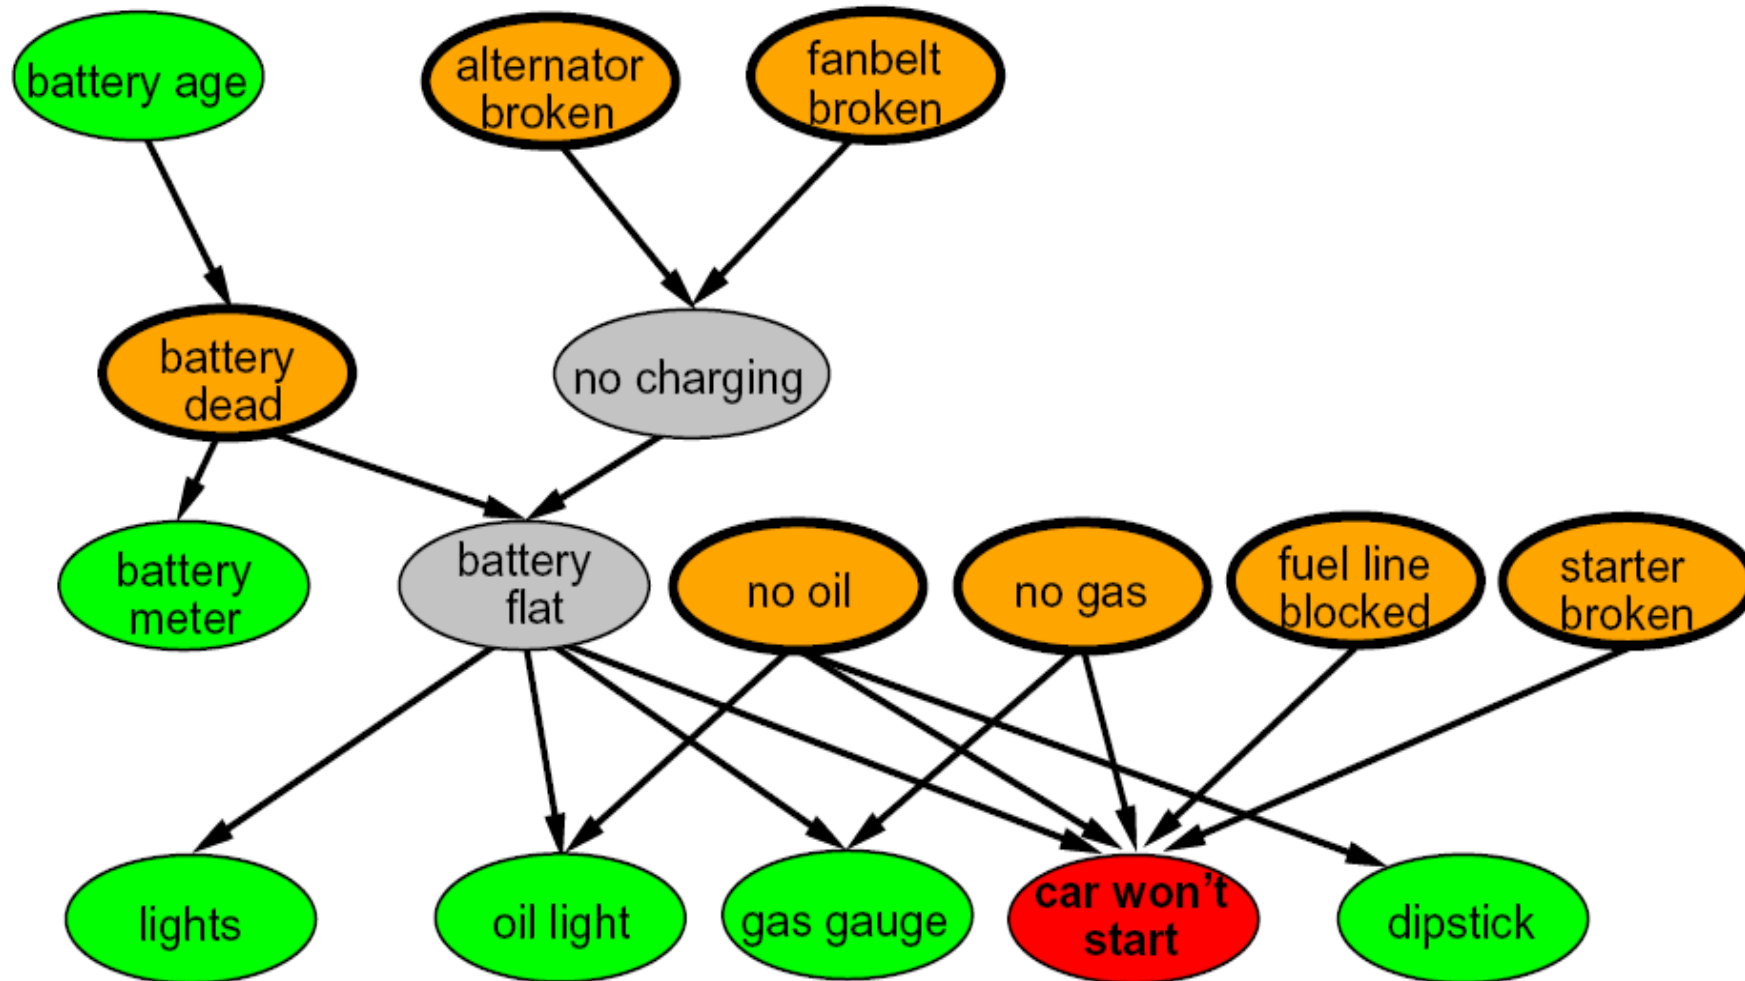 battery age
alternator
broken
fanbelt
broken
battery
dead
no charging
battery
meter
battery
flat
no oil
no gas
fuel line
blocked
starter
broken
lights
oil light
gas gauge
car won't
start
dipstick